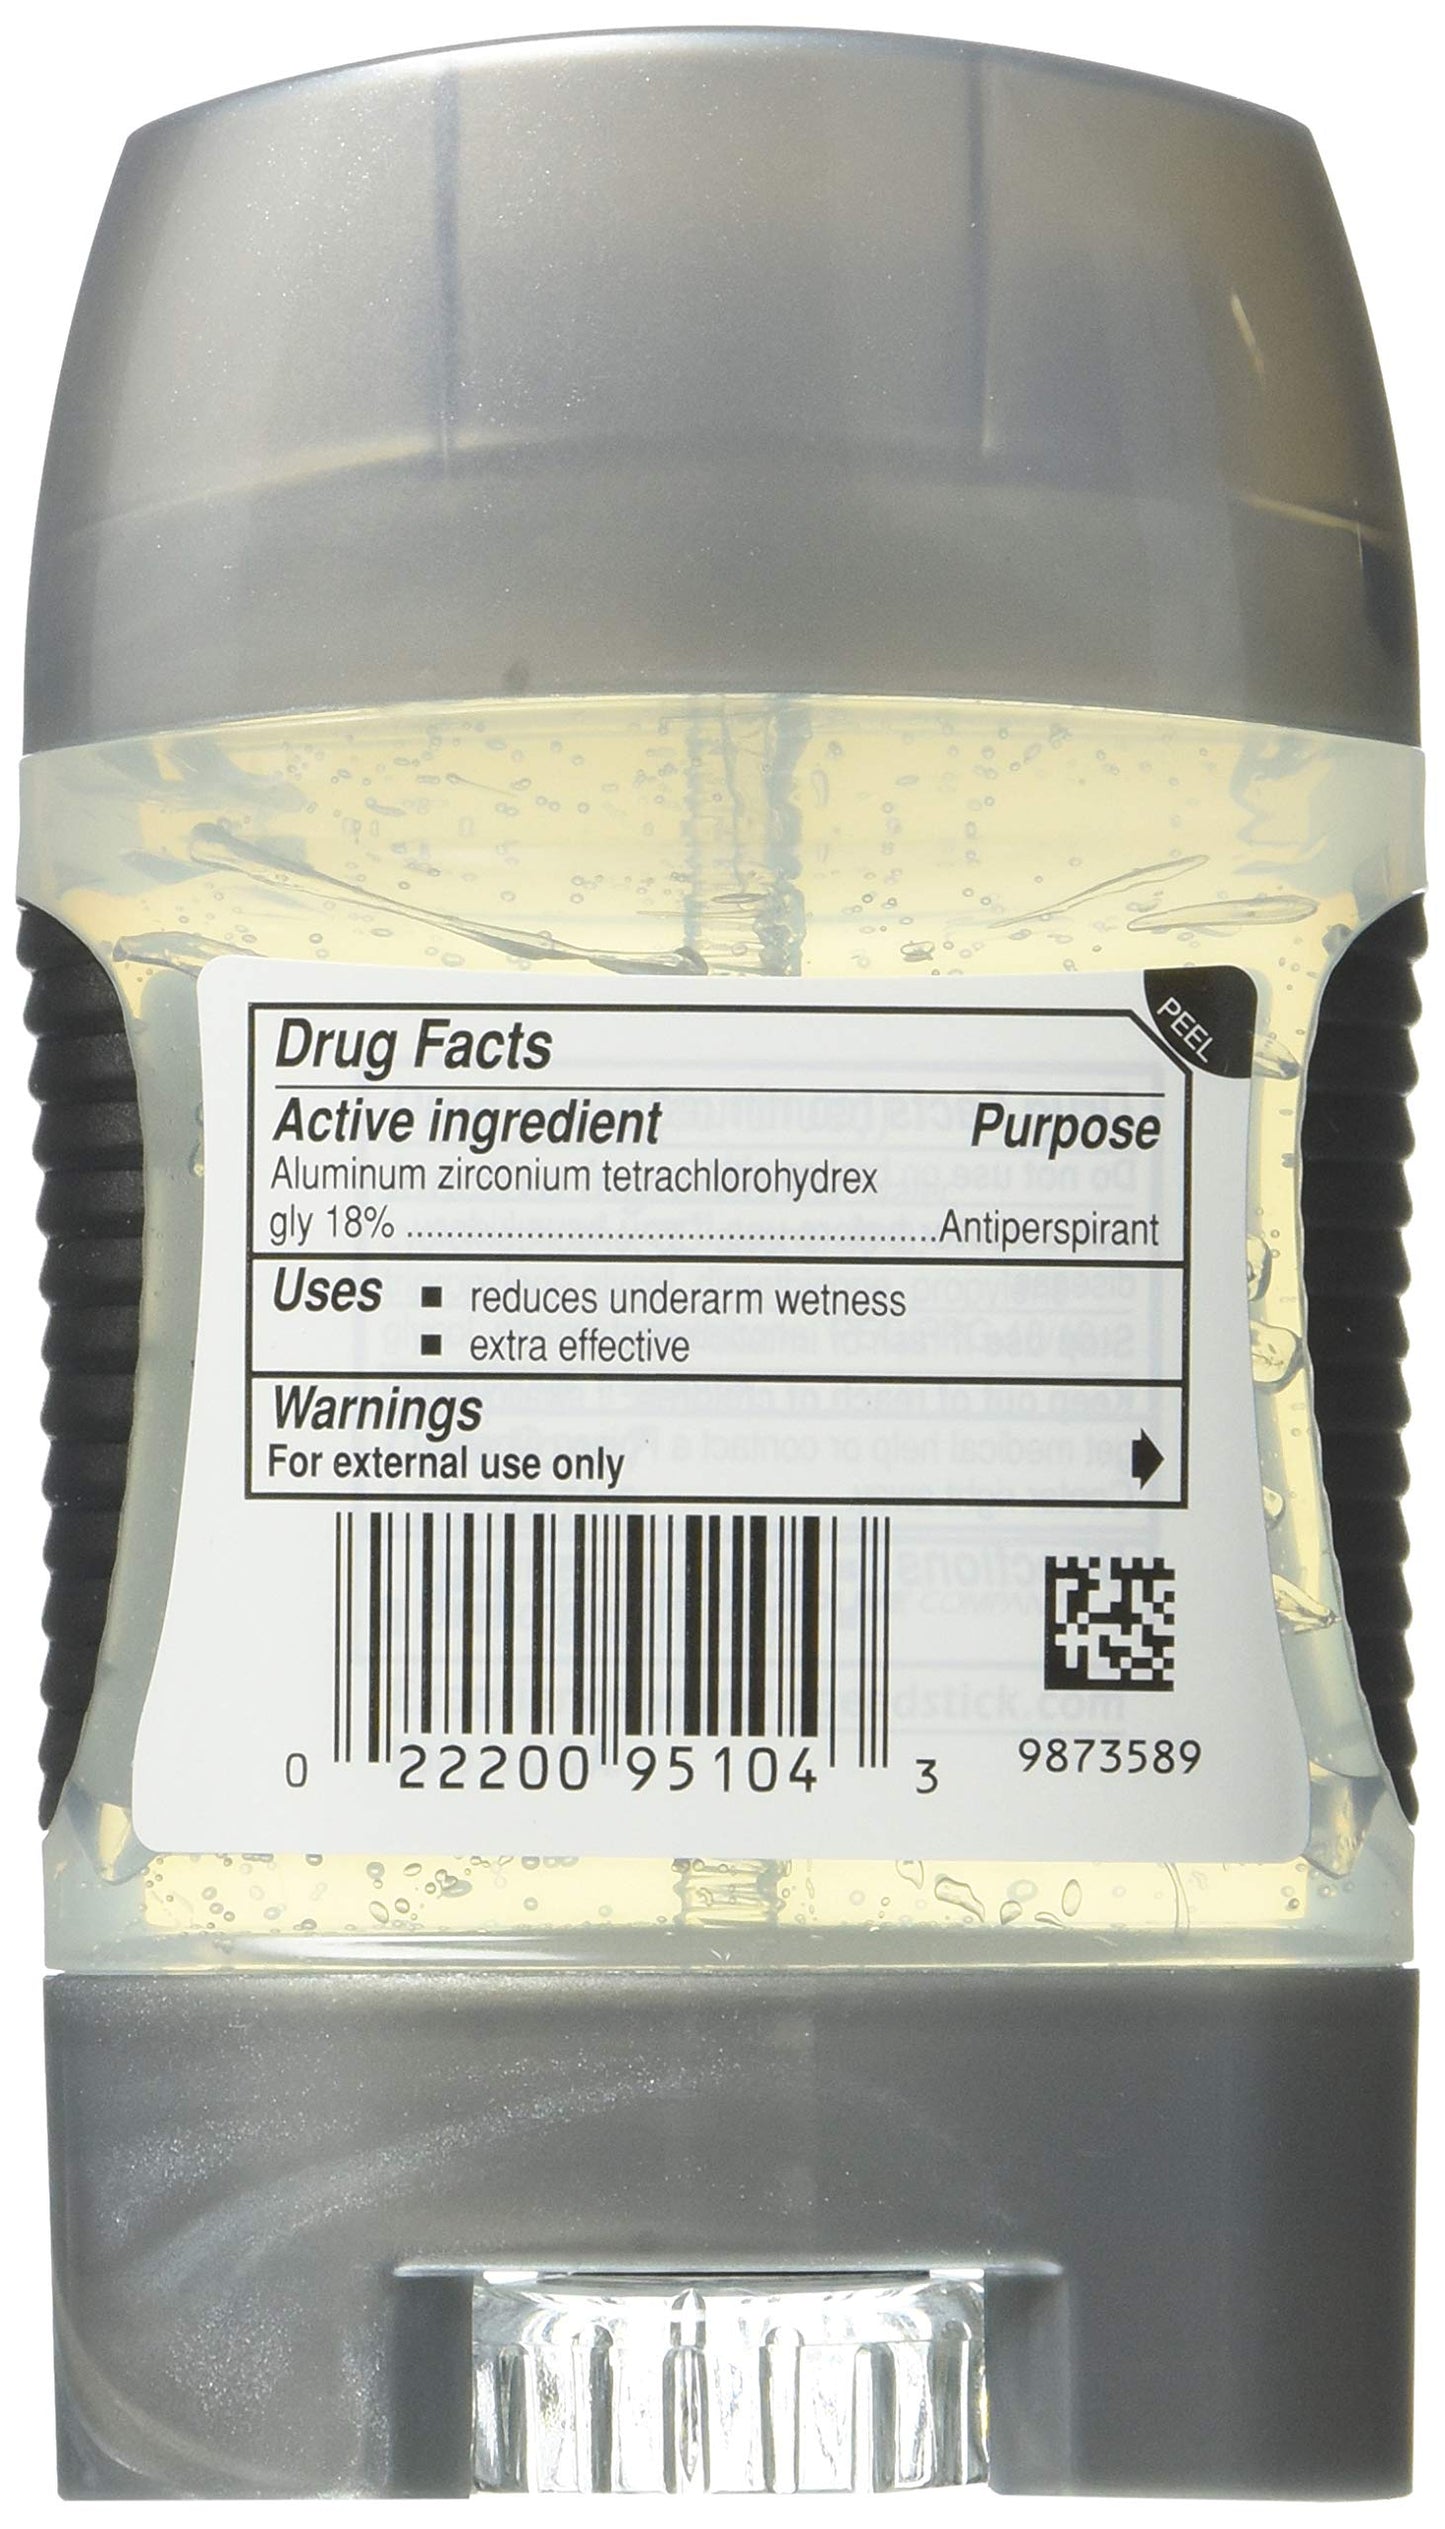 PEEL
Drug Facts
Active ingredient Purpose
Aluminum zirconium tetrachlorohydrex
gly 18% ......................................................Antiperspirant
Uses ■ reduces underarm wetness
■ extra effective
Warnings
For external use only
0 22200 95104 3
9873589